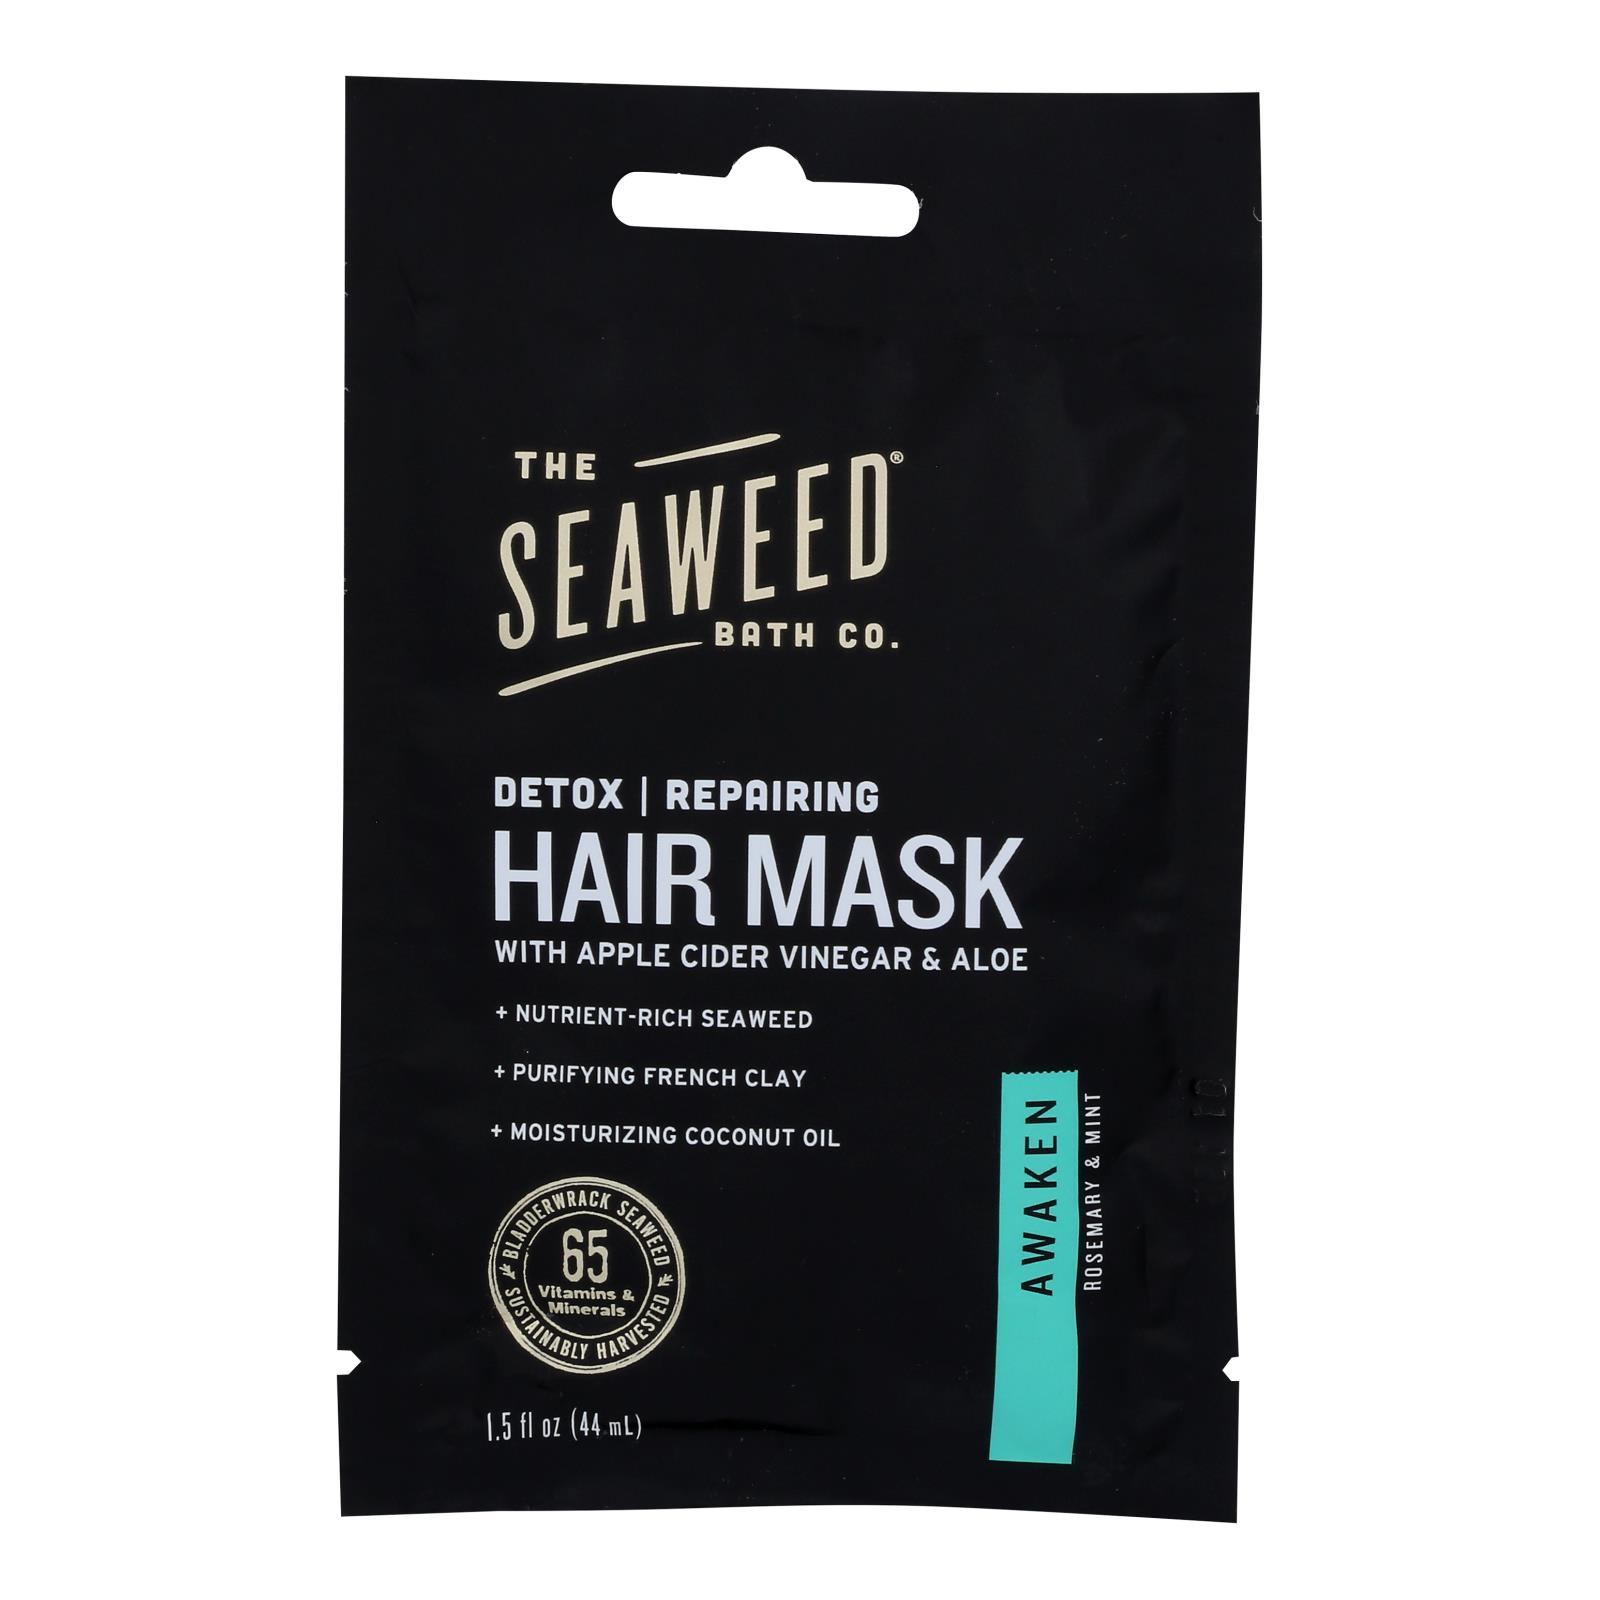 THE
SEAWEED®
BATH CO.
DETOX | REPAIRING
HAIR MASK
WITH APPLE CIDER VINEGAR & ALOE
+ NUTRIENT-RICH SEAWEED
+ PURIFYING FRENCH CLAY
+ MOISTURIZING COCONUT OIL
BLADDERWRACK SEAWEED
65
Vitamins &
Minerals
SUSTAINABLY HARVESTED
1.5 fl oz (44 mL)
AWAKEN
ROSEMARY & MINT